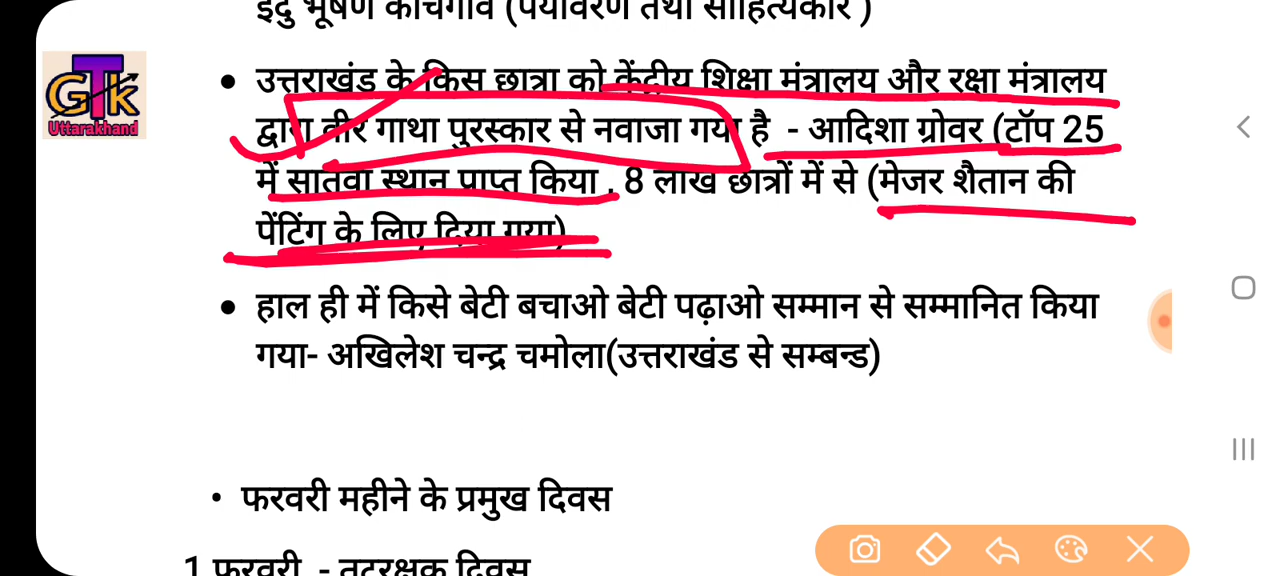 इंदु भूषण कोचगवि (पर्यावरण तथा साहित्यकार )
GTK
Uttarakhand
• उत्तराखंड के किस छात्रा को केंद्रीय शिक्षा मंत्रालय और रक्षा मंत्रालय
द्वारा वीर गाथा पुरस्कार से नवाजा गया है - आदिशा ग्रोवर (टॉप 25
में सातवा स्थान प्राप्त किया , 8 लाख छात्रों में से (मेजर शैतान की
पेंटिंग के लिए दिया गया)
• हाल ही में किसे बेटी बचाओ बेटी पढ़ाओ सम्मान से सम्मानित किया
गया- अखिलेश चन्द्र चमोला(उत्तराखंड से सम्बन्ड)
• फरवरी महीने के प्रमुख दिवस
1 फरवरी - तटरक्षक दिवस